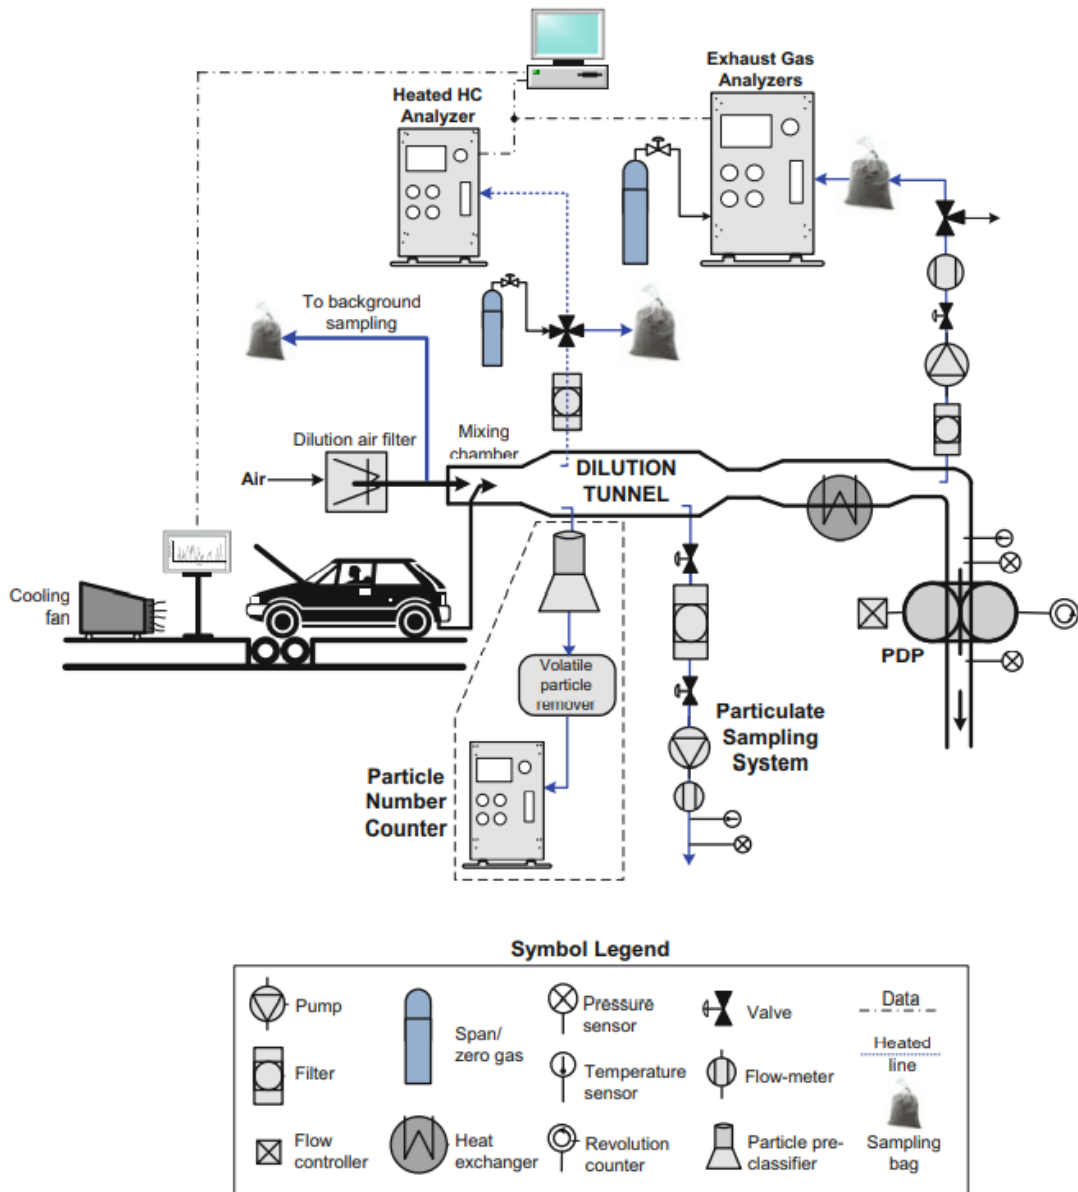 Exhaust Gas
Analyzers
Heated HC
Analyzer
To background
sampling
Dilution air filter
Mixing
chamber
Air
DILUTION
TUNNEL
Cooling
fan
PDP
Volatile
particle
remover
Particulate
Sampling
System
Particle
Number
Counter
Symbol Legend
Pump
Span/
zero gas
Pressure
sensor
Valve
Data
Filter
Temperature
sensor
Flow-meter
Heated
line
Flow
controller
Heat
exchanger
Revolution
counter
Particle pre-
classifier
Sampling
bag